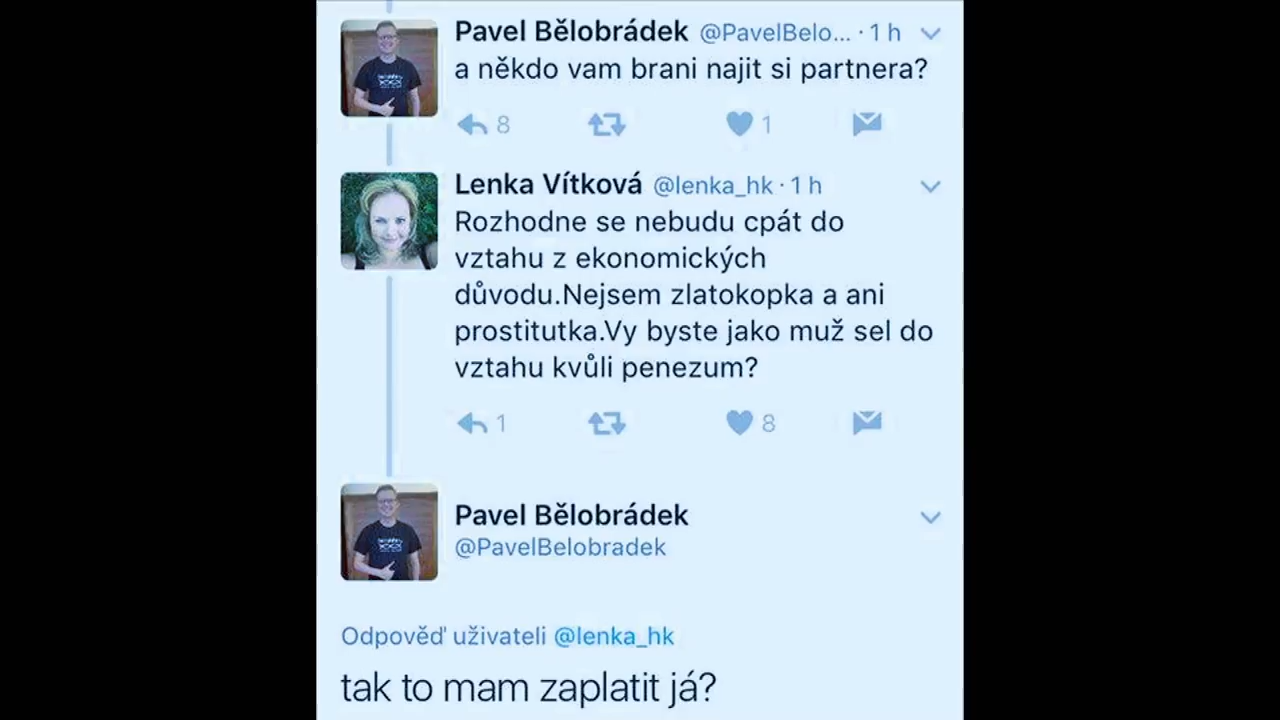 Pavel Bělobrádek @PavelBelo... · 1 h
a někdo vam brani najit si partnera?
8 1
Lenka Vítková @lenka_hk · 1 h
Rozhodne se nebudu cpát do
vztahu z ekonomických
důvodu.Nejsem zlatokopka a ani
prostitutka.Vy byste jako muž sel do
vztahu kvůli penezum?
1 8
Pavel Bělobrádek
@PavelBelobradek
Odpověď uživateli @lenka_hk
tak to mam zaplatit já?